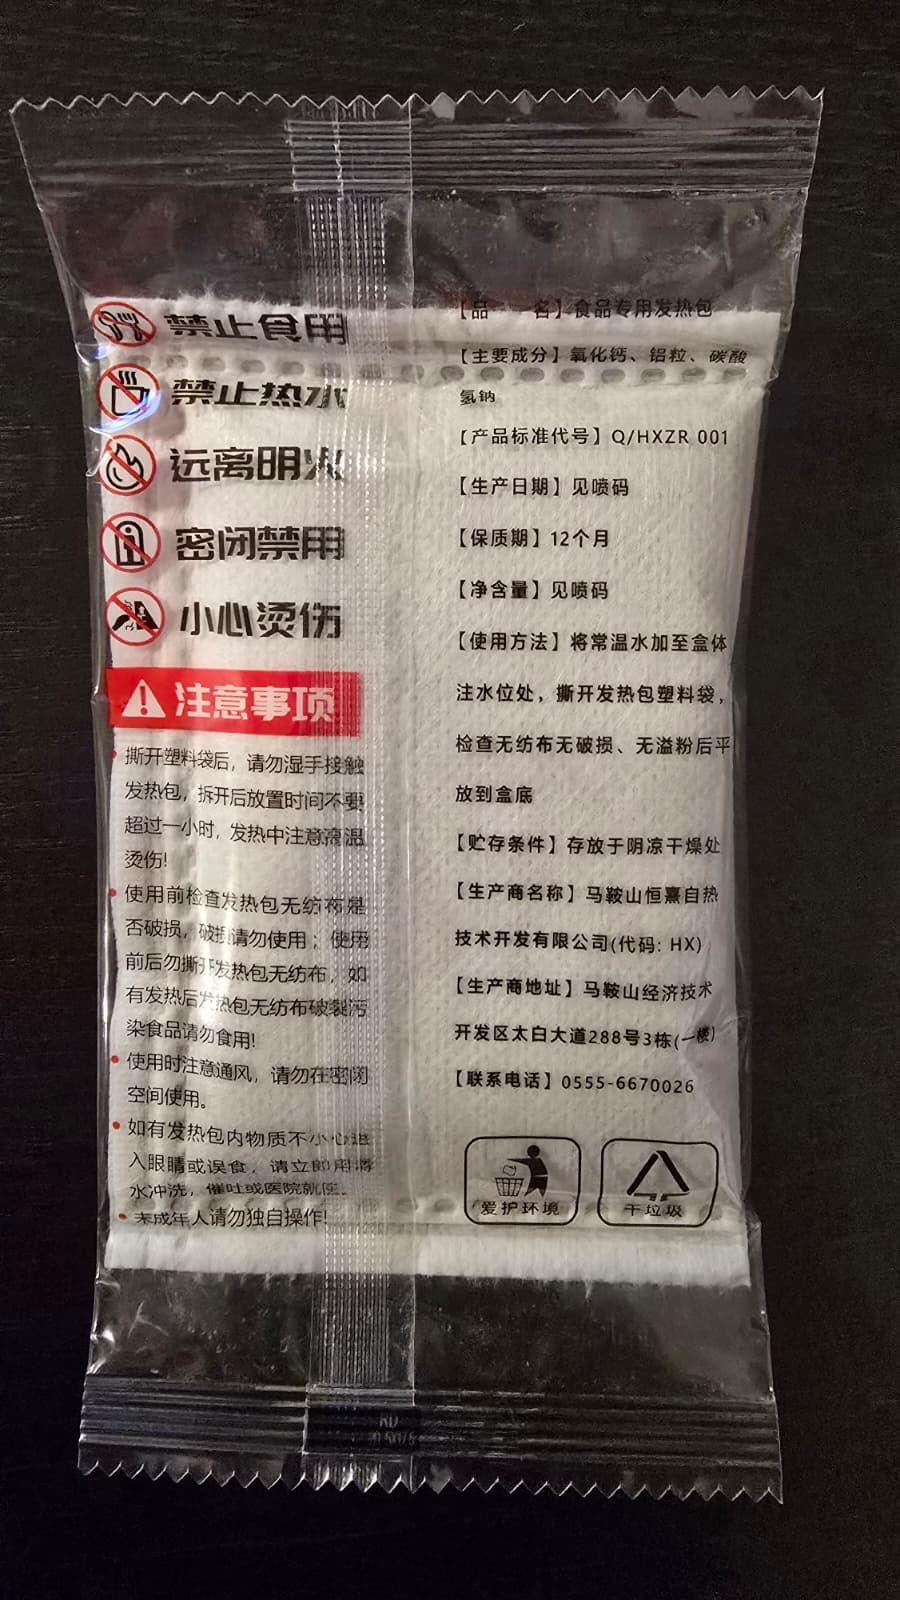 禁止食用
禁止热水
远离明火
密闭禁用
小心烫伤
注意事项
撕开塑料袋后，请勿湿手接触
发热包，拆开后放置时间不要
超过一小时，发热中注意高温
烫伤！
使用前检查发热包无纺布是
否破损，破损请勿使用；使用
前后勿撕开发热包无纺布，如
有发热后发热包无纺布破裂污
染食品请勿食用！
使用时注意通风，请勿在密闭
空间使用。
如有发热包内物质不小心进
入眼睛或误食，请立即用清
水冲洗，催吐或医院就医。
未成年人请勿独自操作！
【品 名】食品专用发热包
【主要成分】氧化钙、铝粒、碳酸
氢钠
【产品标准代号】Q/HXZR 001
【生产日期】见喷码
【保质期】12个月
【净含量】见喷码
【使用方法】将常温水加至盒体
注水位处，撕开发热包塑料袋，
检查无纺布无破损、无溢粉后平
放到盒底
【贮存条件】存放于阴凉干燥处
【生产商名称】马鞍山恒熹自热
技术开发有限公司(代码: HX)
【生产商地址】马鞍山经济技术
开发区太白大道288号3栋(一楼)
【联系电话】0555-6670026
爱护环境
干垃圾